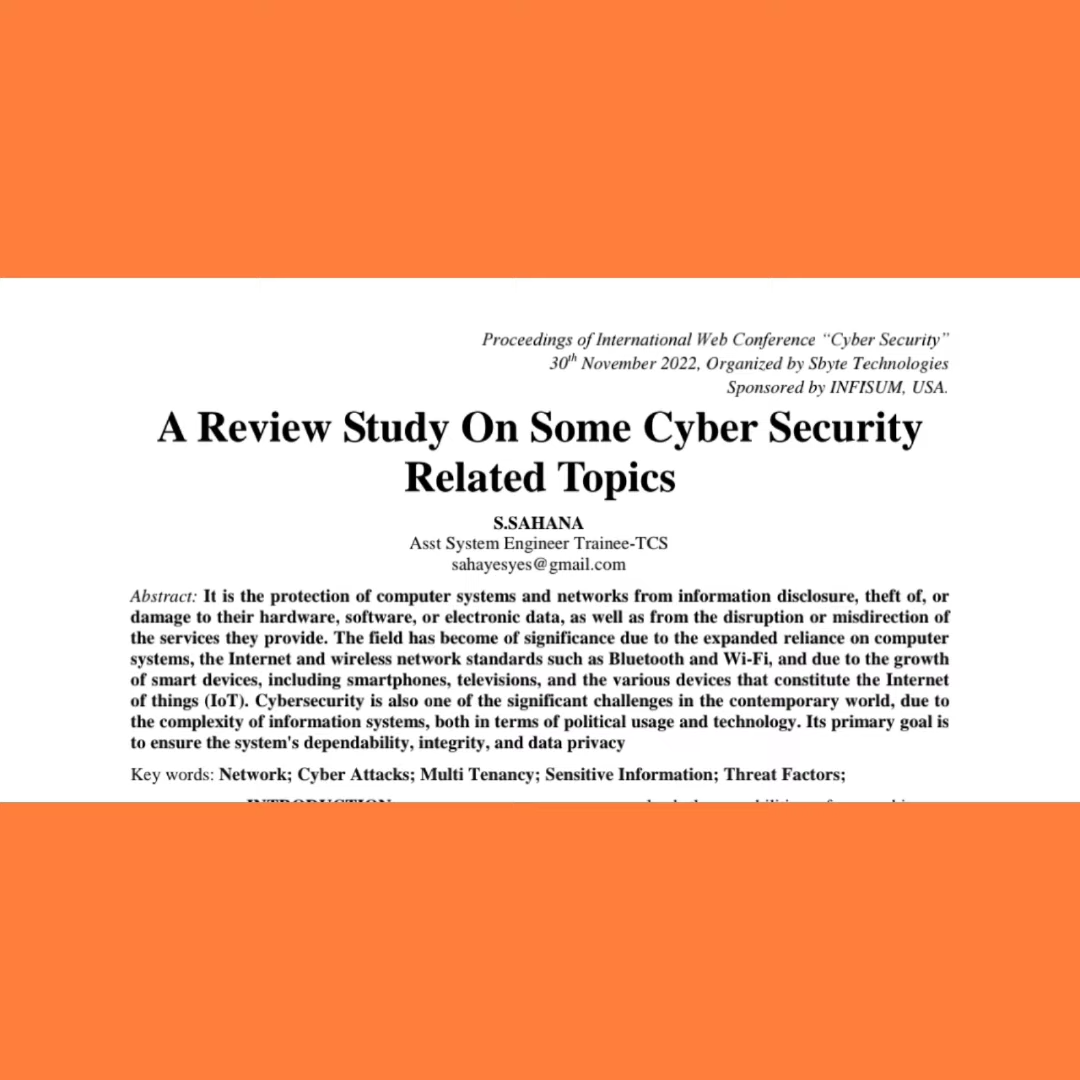 Proceedings of International Web Conference “Cyber Security”
30th November 2022, Organized by Sbyte Technologies
Sponsored by INFISUM, USA.
A Review Study On Some Cyber Security
Related Topics
S.SAHANA
Asst System Engineer Trainee-TCS
sahayesyes@gmail.com
Abstract: It is the protection of computer systems and networks from information disclosure, theft of, or
damage to their hardware, software, or electronic data, as well as from the disruption or misdirection of
the services they provide. The field has become of significance due to the expanded reliance on computer
systems, the Internet and wireless network standards such as Bluetooth and Wi-Fi, and due to the growth
of smart devices, including smartphones, televisions, and the various devices that constitute the Internet
of things (IoT). Cybersecurity is also one of the significant challenges in the contemporary world, due to
the complexity of information systems, both in terms of political usage and technology. Its primary goal is
to ensure the system's dependability, integrity, and data privacy
Key words: Network; Cyber Attacks; Multi Tenancy; Sensitive Information; Threat Factors;
INTRODUCTION